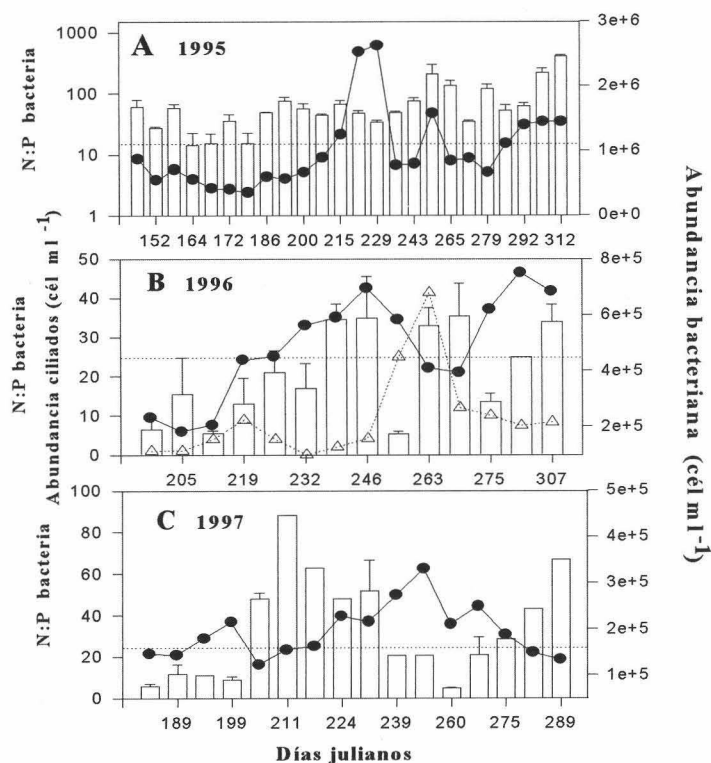 N:P bacteria
1000
100
10
1
A 1995
3e+6
2e+6
1e+6
0e+0
152 164 172 186 200 215 229 243 265 279 292 312
N:P bacteria
Abundancia ciliados (cél ml-1)
50
40
30
20
10
0
B 1996
8e+5
6e+5
4e+5
2e+5
205 219 232 246 263 275 307
N:P bacteria
100
80
60
40
20
0
C 1997
5e+5
4e+5
3e+5
2e+5
1e+5
189 199 211 224 239 260 275 289
Días julianos
Abundancia bacteriana (cél ml-1)